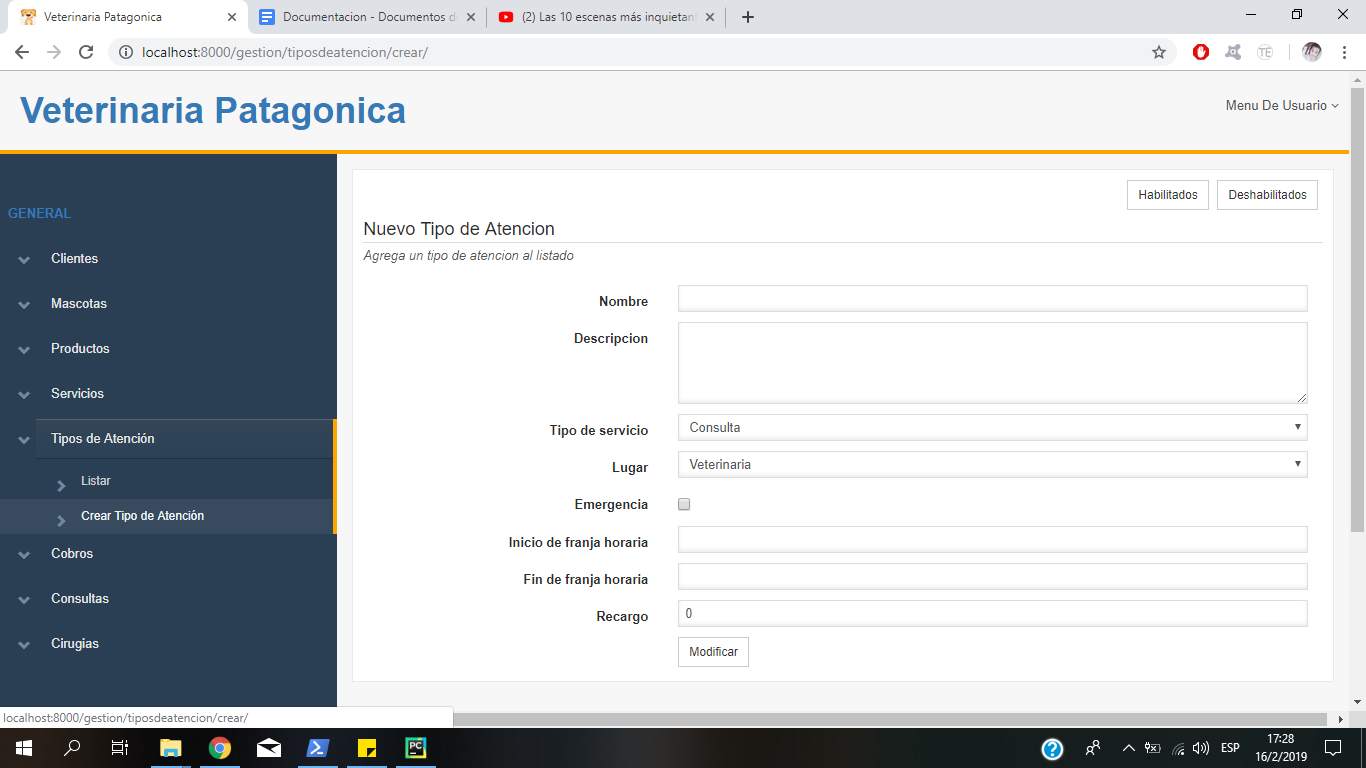 Veterinaria Patagonica
Documentacion - Documentos d
(2) Las 10 escenas más inquietan
localhost:8000/gestion/tiposdeatencion/crear/
TE
Veterinaria Patagonica
Menu De Usuario
GENERAL
Clientes
Mascotas
Productos
Servicios
Tipos de Atención
Listar
Crear Tipo de Atención
Cobros
Consultas
Cirugias
Habilitados
Deshabilitados
Nuevo Tipo de Atencion
Agrega un tipo de atencion al listado
Nombre
Descripcion
Tipo de servicio
Consulta
Lugar
Veterinaria
Emergencia
Inicio de franja horaria
Fin de franja horaria
Recargo
0
Modificar
localhost:8000/gestion/tiposdeatencion/crear/
PC
?
ESP
17:28
16/2/2019